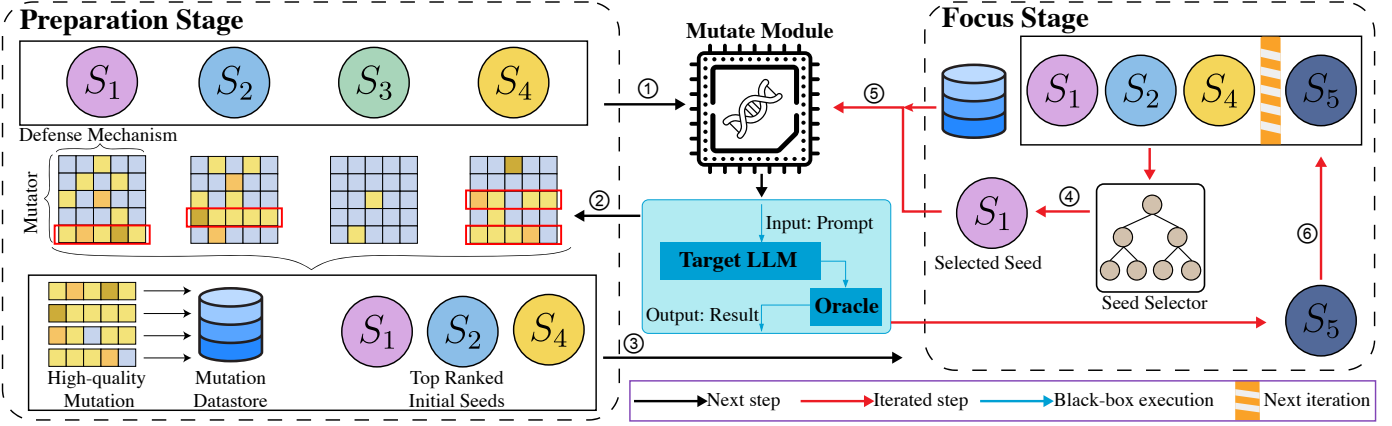 Preparation Stage
S1
S2
S3
S4
Defense Mechanism
Mutator
High-quality
Mutation
Mutation
Datastore
S1
S2
S4
Top Ranked
Initial Seeds
①
②
③
Mutate Module
Input: Prompt
Target LLM
Oracle
Output: Result
Focus Stage
S1
S2
S4
S5
⑤
④
⑥
S1
Selected Seed
Seed Selector
S5
Next step
Iterated step
Black-box execution
Next iteration